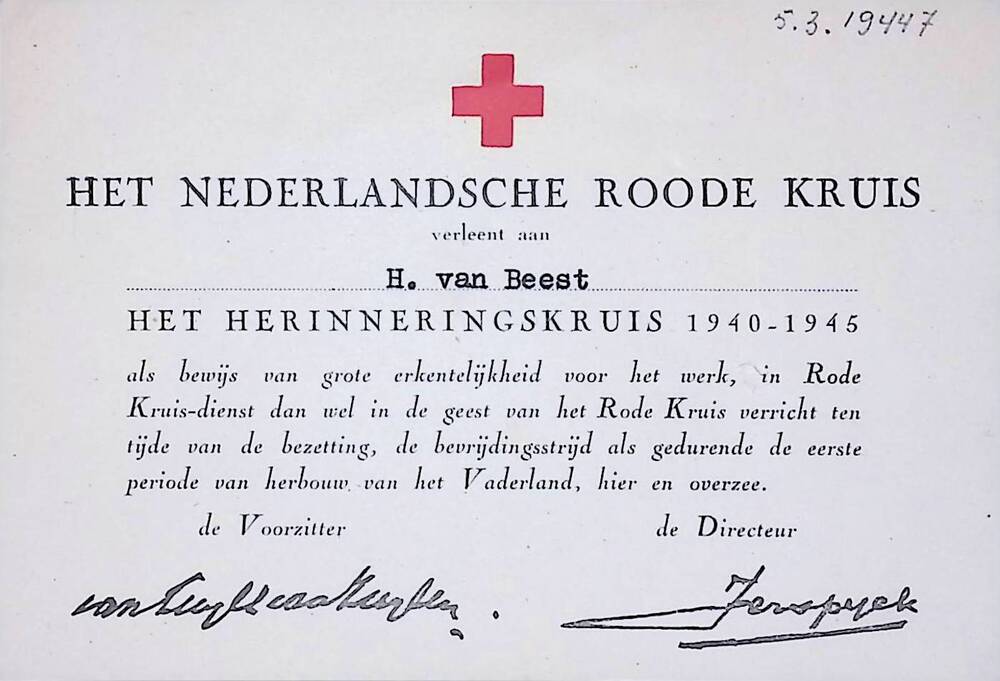 5.3.19447
HET NEDERLANDSCHE ROODE KRUIS
verleent aan
H. van Beest
HET HERINNERINGSKRUIS 1940-1945
als bewijs van grote erkentelijkheid voor het werk, in Rode
Kruis-dienst dan wel in de geest van het Rode Kruis verricht ten
tijde van de bezetting, de bevrijdingsstrijd als gedurende de eerste
periode van herbouw van het Vaderland, hier en overzee.
de Voorzitter
de Directeur